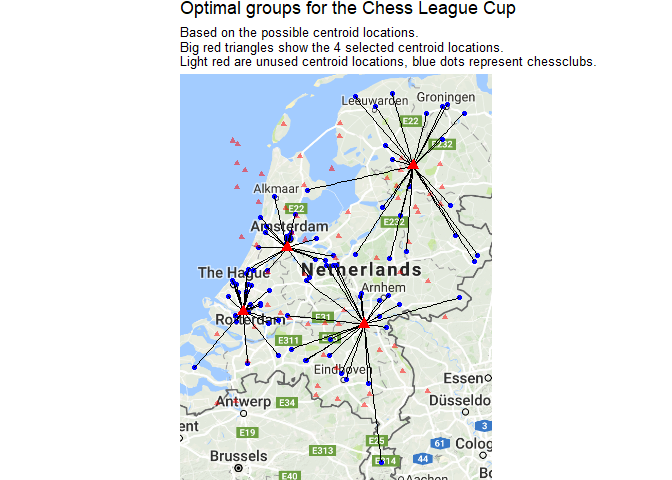 Optimal groups for the Chess League Cup
Based on the possible centroid locations.
Big red triangles show the 4 selected centroid locations.
Light red are unused centroid locations, blue dots represent chessclubs.
Leeuwarden
Groningen
E22
E232
Alkmaar
E22
Amsterdam
E232
The Hague
Netherlands
Arnhem
Rotterdam
E31
E311
Eindhoven
Essen
Antwerp
E34
Düsseldo
ent
E19
E25
61
3
Colog
Brussels
E313
E314
44
Aachen
E40
Bo